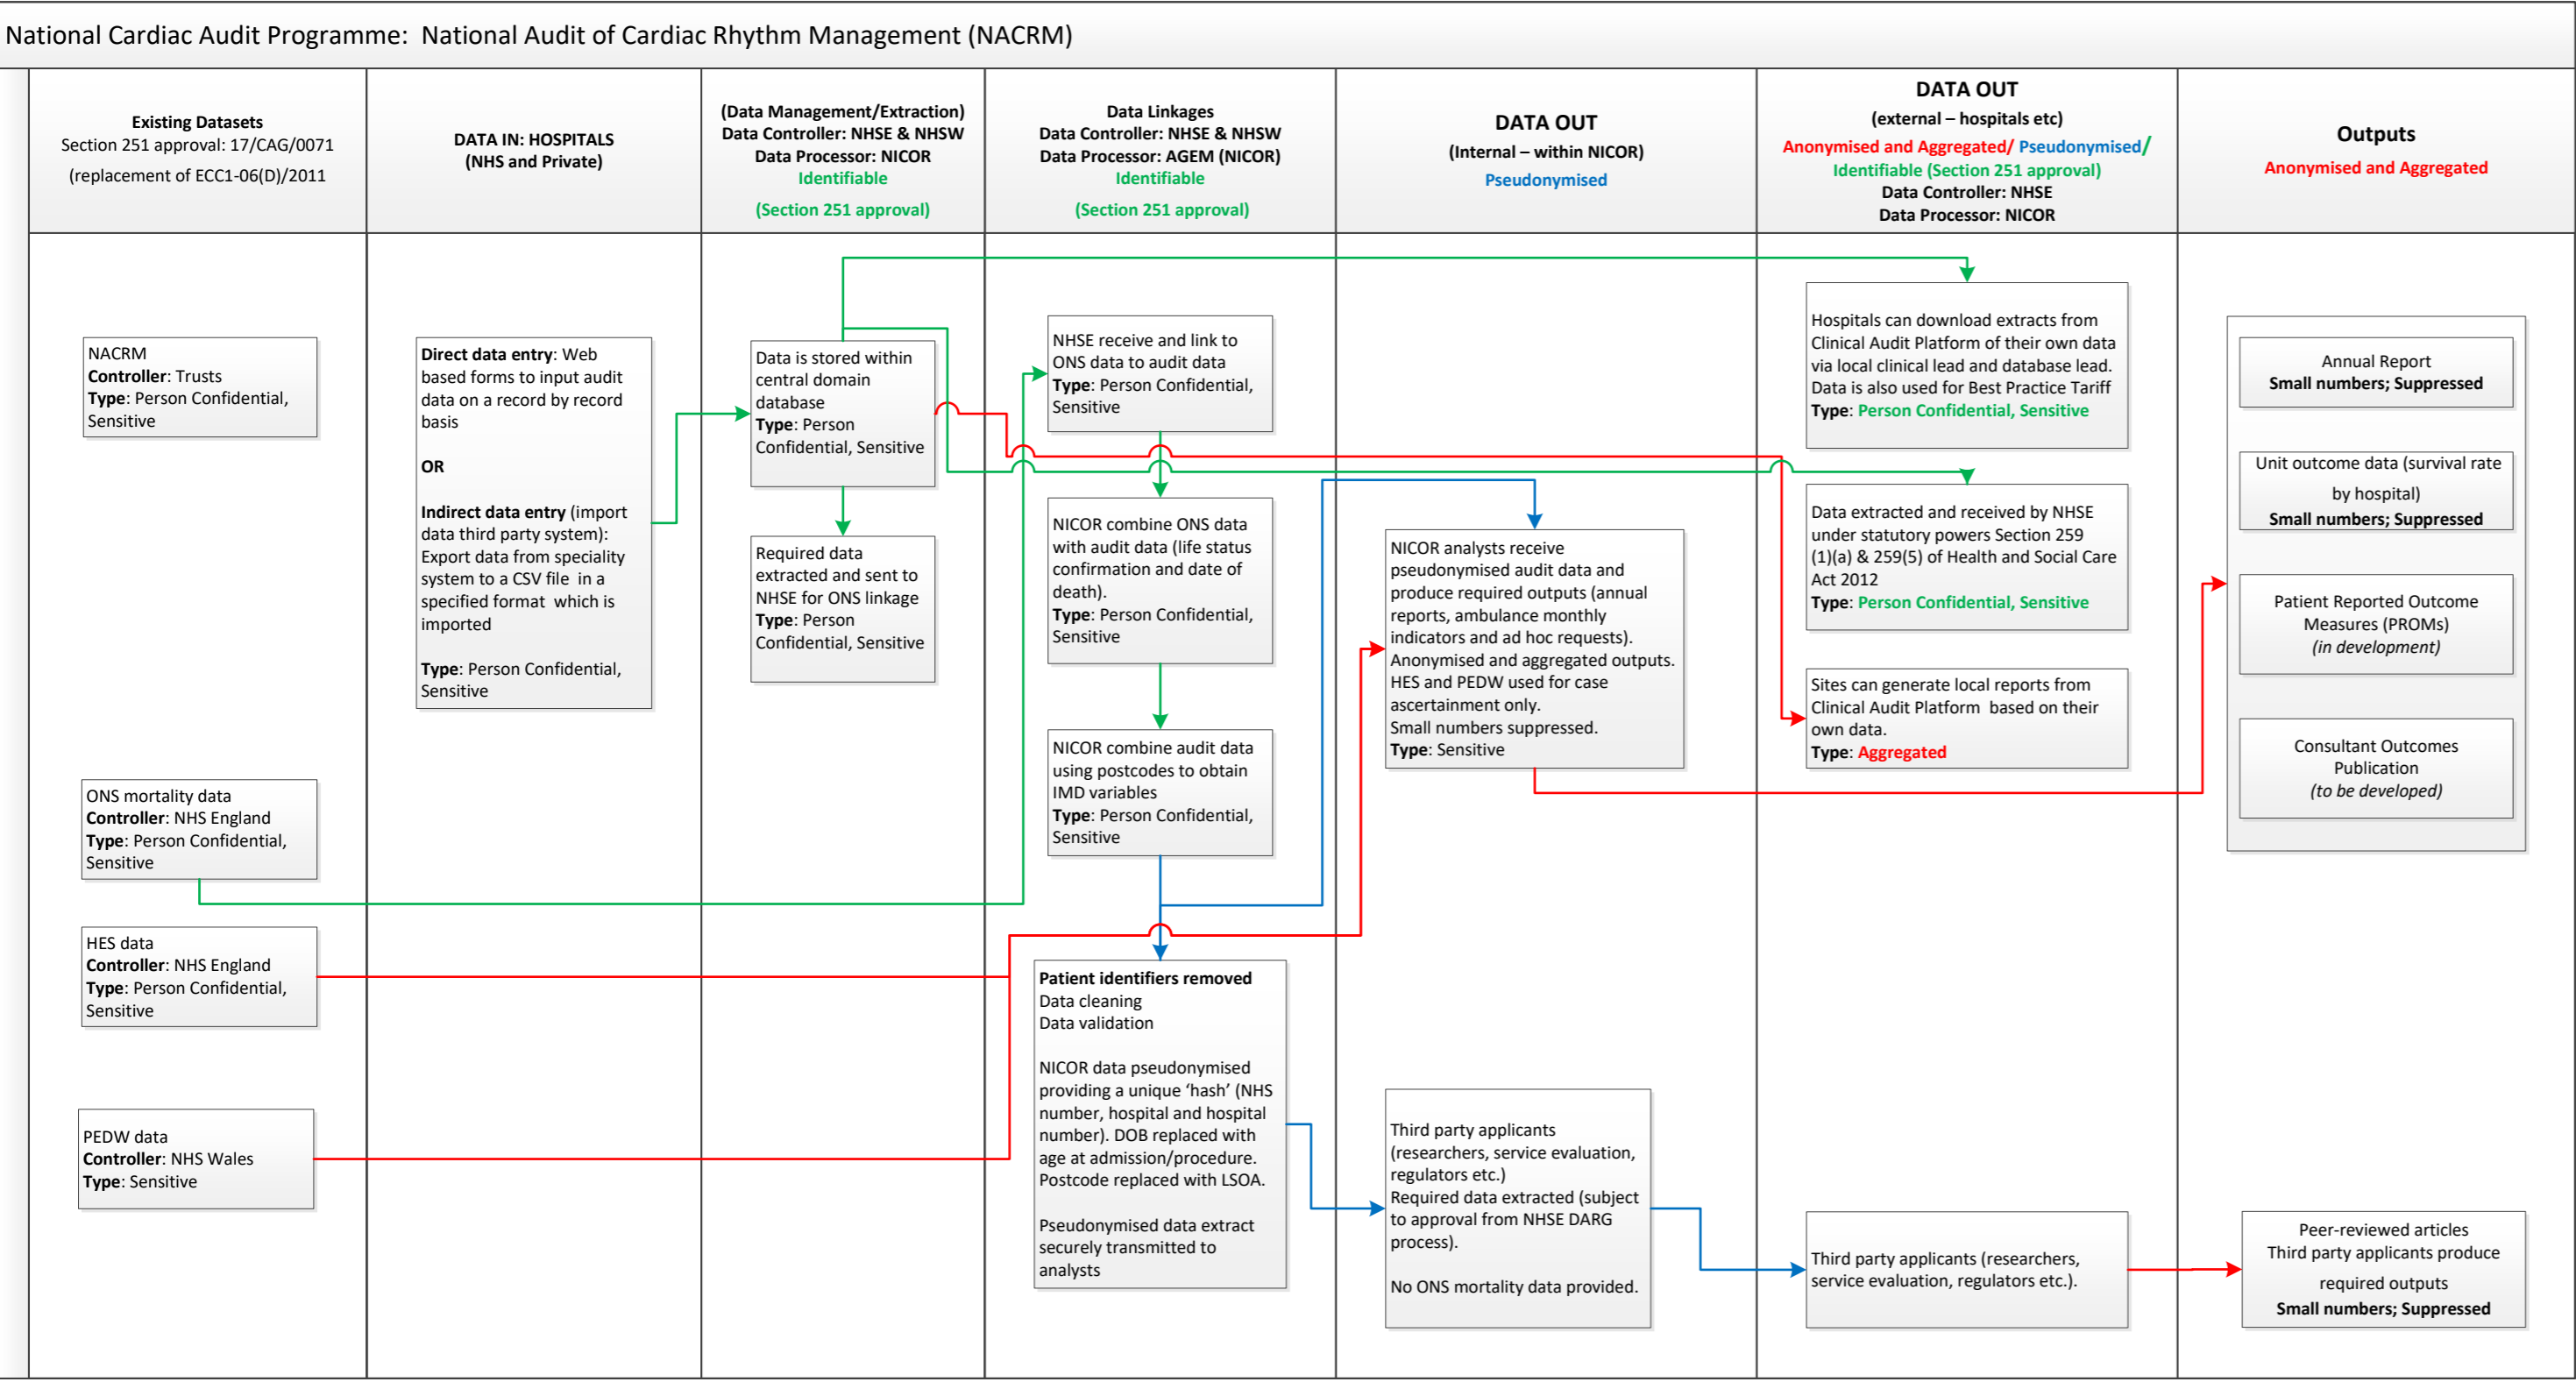 National Cardiac Audit Programme:  National Audit of Cardiac Rhythm Management (NACRM)
Existing Datasets
Section 251 approval: 17/CAG/0071
(replacement of ECC1-06(D)/2011
DATA IN: HOSPITALS
(NHS and Private)
(Data Management/Extraction)
Data Controller: NHSE & NHSW
Data Processor: NICOR
Identifiable
(Section 251 approval)
Data Linkages
Data Controller: NHSE & NHSW
Data Processor: AGEM (NICOR)
Identifiable
(Section 251 approval)
DATA OUT
(Internal – within NICOR)
Pseudonymised
DATA OUT
(external – hospitals etc)
Anonymised and Aggregated/ Pseudonymised/
Identifiable (Section 251 approval)
Data Controller: NHSE
Data Processor: NICOR
Outputs
Anonymised and Aggregated
NACRM
Controller: Trusts
Type: Person Confidential,
Sensitive
ONS mortality data
Controller: NHS England
Type: Person Confidential,
Sensitive
HES data
Controller: NHS England
Type: Person Confidential,
Sensitive
PEDW data
Controller: NHS Wales
Type: Sensitive
Direct data entry: Web
based forms to input audit
data on a record by record
basis
OR
Indirect data entry (import
data third party system):
Export data from speciality
system to a CSV file  in a
specified format  which is
imported
Type: Person Confidential,
Sensitive
Data is stored within
central domain
database
Type: Person
Confidential, Sensitive
Required data
extracted and sent to
NHSE for ONS linkage
Type: Person
Confidential, Sensitive
NHSE receive and link to
ONS data to audit data
Type: Person Confidential,
Sensitive
NICOR combine ONS data
with audit data (life status
confirmation and date of
death).
Type: Person Confidential,
Sensitive
NICOR combine audit data
using postcodes to obtain
IMD variables
Type: Person Confidential,
Sensitive
Patient identifiers removed
Data cleaning
Data validation
NICOR data pseudonymised
providing a unique ‘hash’ (NHS
number, hospital and hospital
number). DOB replaced with
age at admission/procedure.
Postcode replaced with LSOA.
Pseudonymised data extract
securely transmitted to
analysts
NICOR analysts receive
pseudonymised audit data and
produce required outputs (annual
reports, ambulance monthly
indicators and ad hoc requests).
Anonymised and aggregated outputs.
HES and PEDW used for case
ascertainment only.
Small numbers suppressed.
Type: Sensitive
Third party applicants
(researchers, service evaluation,
regulators etc.)
Required data extracted (subject
to approval from NHSE DARG
process).
No ONS mortality data provided.
Hospitals can download extracts from
Clinical Audit Platform of their own data
via local clinical lead and database lead.
Data is also used for Best Practice Tariff
Type: Person Confidential, Sensitive
Data extracted and received by NHSE
under statutory powers Section 259
(1)(a) & 259(5) of Health and Social Care
Act 2012
Type: Person Confidential, Sensitive
Sites can generate local reports from
Clinical Audit Platform  based on their
own data.
Type: Aggregated
Third party applicants (researchers,
service evaluation, regulators etc.).
Annual Report
Small numbers; Suppressed
Unit outcome data (survival rate
by hospital)
Small numbers; Suppressed
Patient Reported Outcome
Measures (PROMs)
(in development)
Consultant Outcomes
Publication
(to be developed)
Peer-reviewed articles
Third party applicants produce
required outputs
Small numbers; Suppressed